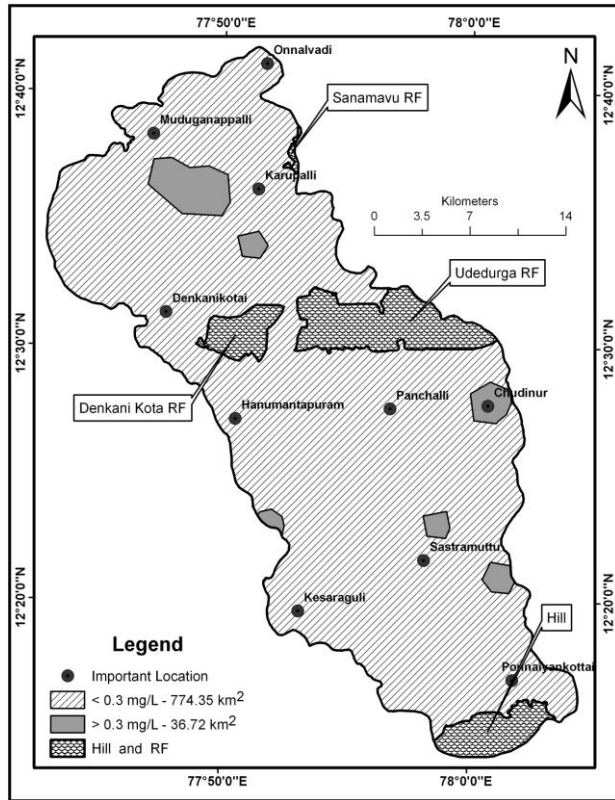 77°50'0"E
78°0'0"E
Onnalvadi
N
12°40'0"N
12°40'0"N
Sanamavu RF
Muduganappalli
Karupalli
Kilometers
0 3.5 7 14
Udedurga RF
Denkanikotai
12°30'0"N
12°30'0"N
Denkani Kota RF
Hanumantapuram
Panchalli
Chudinur
Sastramuttu
12°20'0"N
12°20'0"N
Kesaraguli
Hill
Legend
Ponnaiyankottai
Important Location
< 0.3 mg/L - 774.35 km²
> 0.3 mg/L - 36.72 km²
Hill and RF
77°50'0"E
78°0'0"E